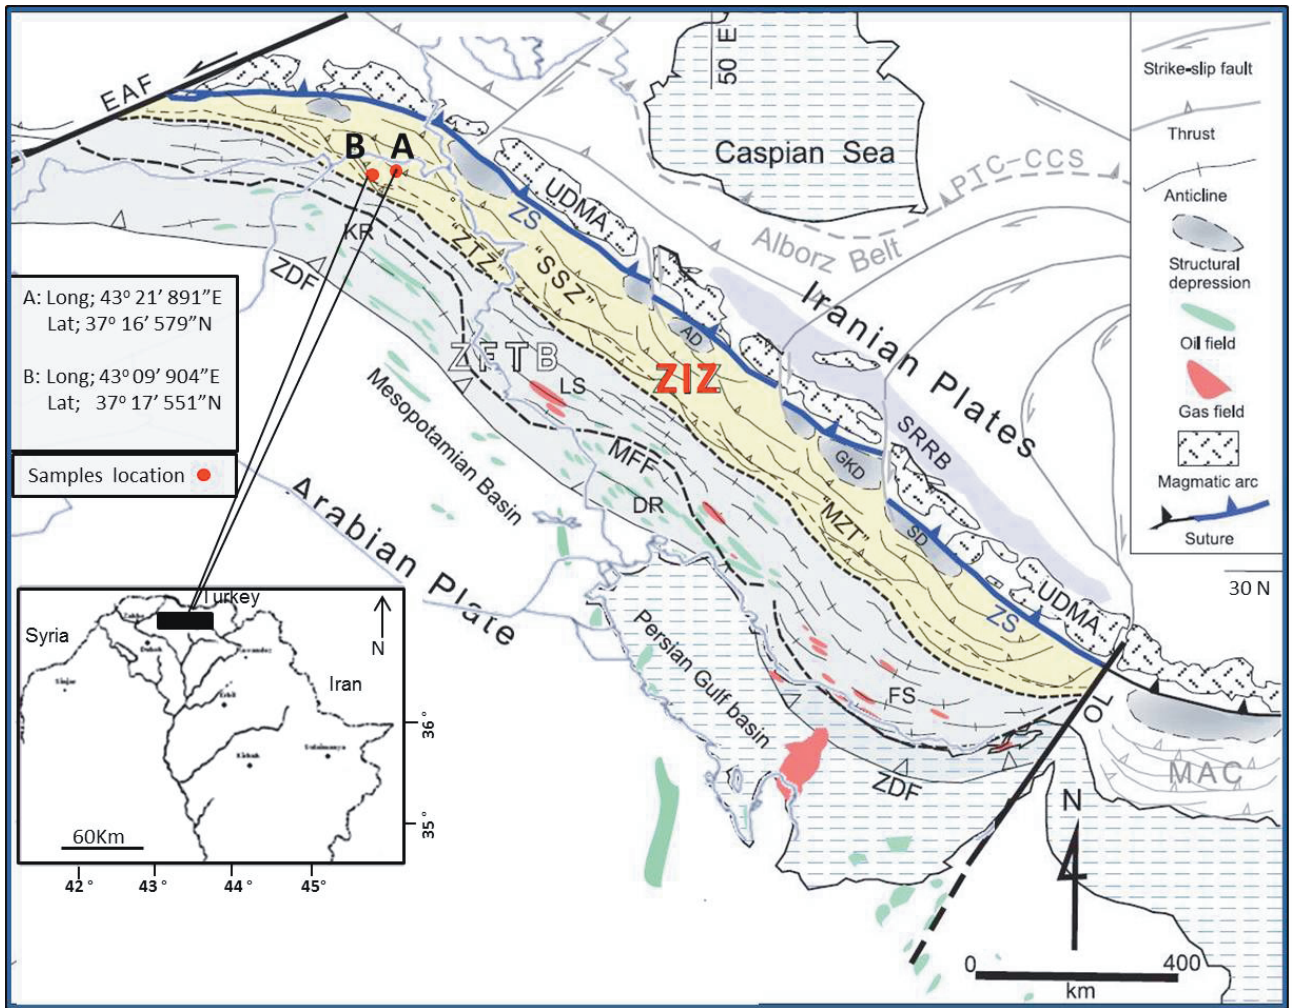 EAF
B A
50 E
Caspian Sea
PTC-CCS
Alborz Belt
UDMA
ZS
"SSZ"
"ZTZ"
KR
ZDF
Iranian Plates
AD
ZIZ
ZFTB
LS
SRRB
GKD
MFF
DR
"MZT"
SD
Mesopotamian Basin
Arabian Plate
Persian Gulf basin
UDMA
ZS
FS
OL
ZDF
MAC
N
0 400
km
30 N
Strike-slip fault
Thrust
Anticline
Structural
depression
Oil field
Gas field
Magmatic arc
Suture
A: Long; 43° 21' 891"E
Lat; 37° 16' 579"N
B: Long; 43° 09' 904"E
Lat; 37° 17' 551"N
Samples location
Turkey
Syria
N
Iran
Duhok
Erbil
36°
35°
60Km
42° 43° 44° 45°